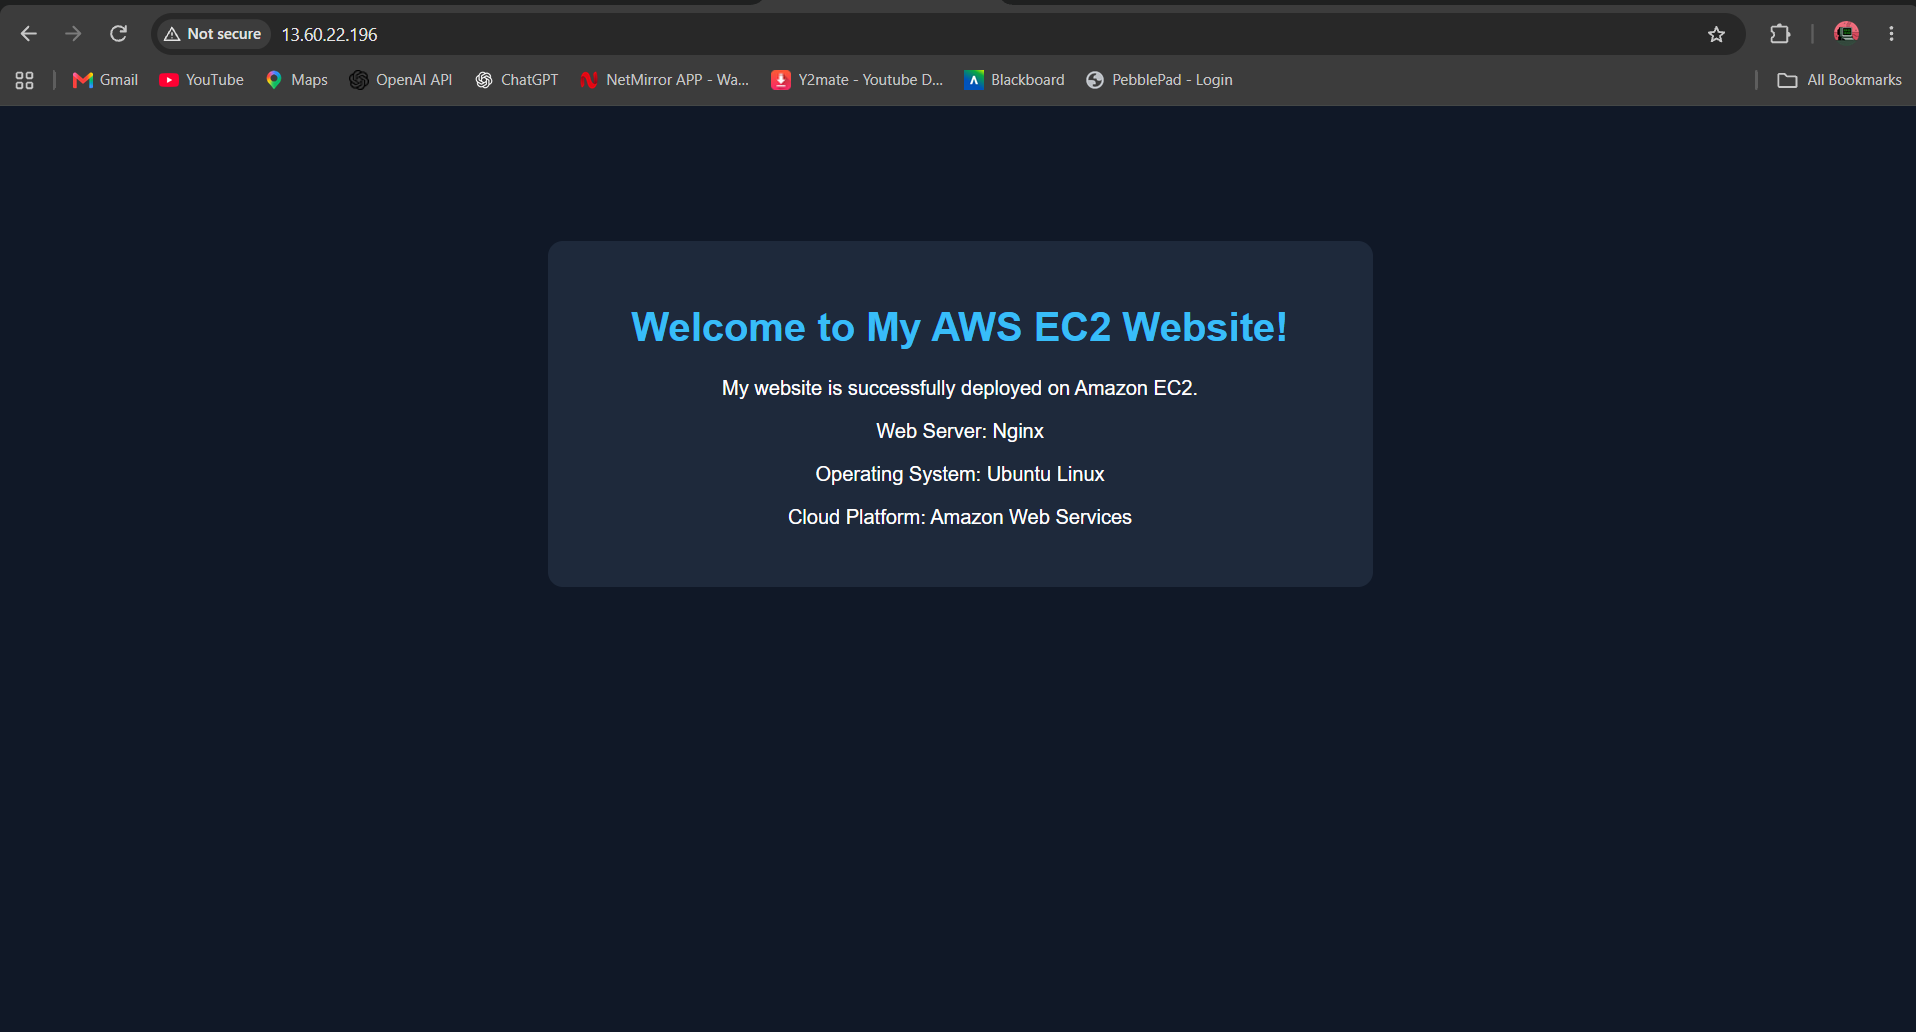 Not secure 13.60.22.196
Gmail YouTube Maps OpenAI API ChatGPT NetMirror APP - Wa... Y2mate - Youtube D... Blackboard PebblePad - Login All Bookmarks
Welcome to My AWS EC2 Website!
My website is successfully deployed on Amazon EC2.
Web Server: Nginx
Operating System: Ubuntu Linux
Cloud Platform: Amazon Web Services